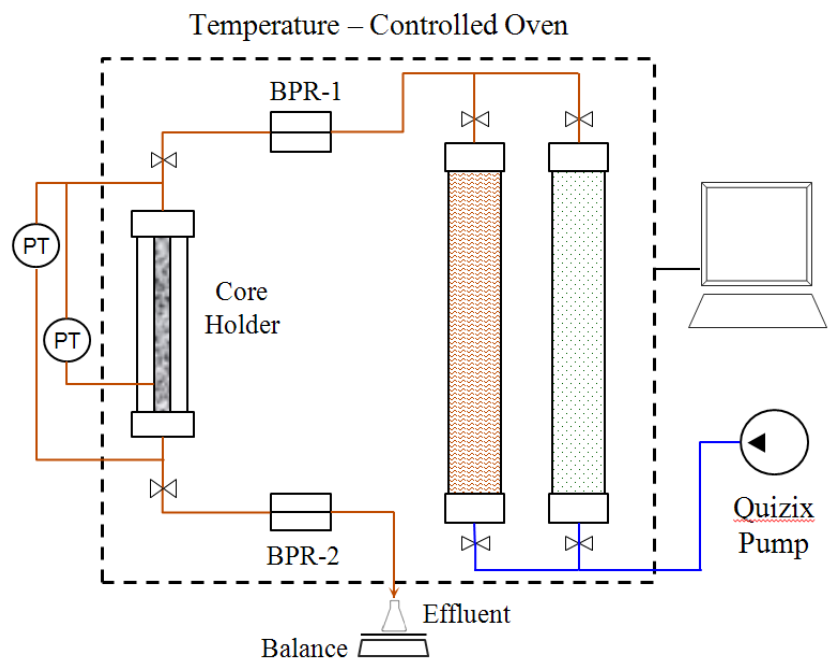 Temperature – Controlled Oven
BPR-1
PT
PT
Core
Holder
Quizix
Pump
BPR-2
Effluent
Balance